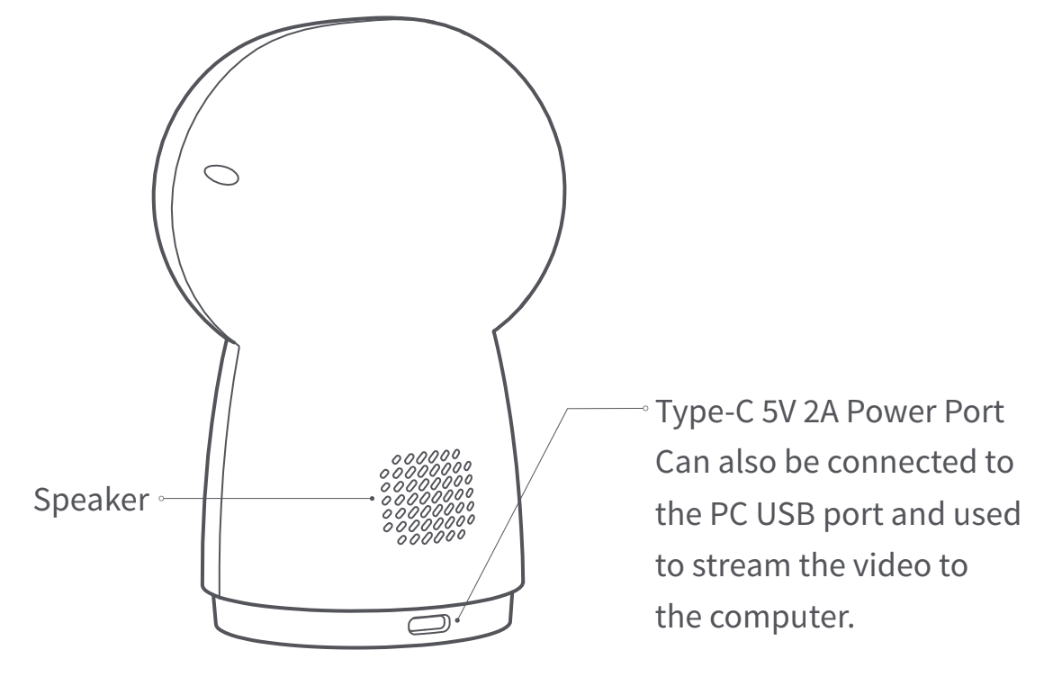 Speaker
Type-C 5V 2A Power Port
Can also be connected to
the PC USB port and used
to stream the video to
the computer.